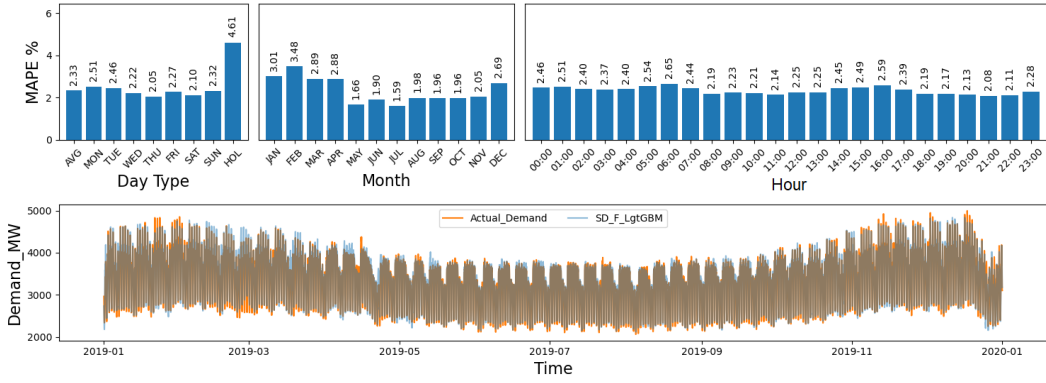 MAPE %
6
4
2
0
2.33
2.51
2.46
2.22
2.05
2.27
2.10
2.32
4.61
AVG
MON
TUE
WED
THU
FRI
SAT
SUN
HOL
Day Type
3.01
3.48
2.89
2.88
1.66
1.90
1.59
1.98
1.96
1.96
2.05
2.69
JAN
FEB
MAR
APR
MAY
JUN
JUL
AUG
SEP
OCT
NOV
DEC
Month
2.46
2.51
2.40
2.37
2.40
2.54
2.65
2.44
2.19
2.23
2.21
2.14
2.25
2.25
2.45
2.49
2.59
2.39
2.19
2.17
2.13
2.08
2.11
2.28
00:00
01:00
02:00
03:00
04:00
05:00
06:00
07:00
08:00
09:00
10:00
11:00
12:00
13:00
14:00
15:00
16:00
17:00
18:00
19:00
20:00
21:00
22:00
23:00
Hour
Demand_MW
5000
4000
3000
2000
Actual_Demand
SD_F_LgtGBM
2019-01
2019-03
2019-05
2019-07
2019-09
2019-11
2020-01
Time